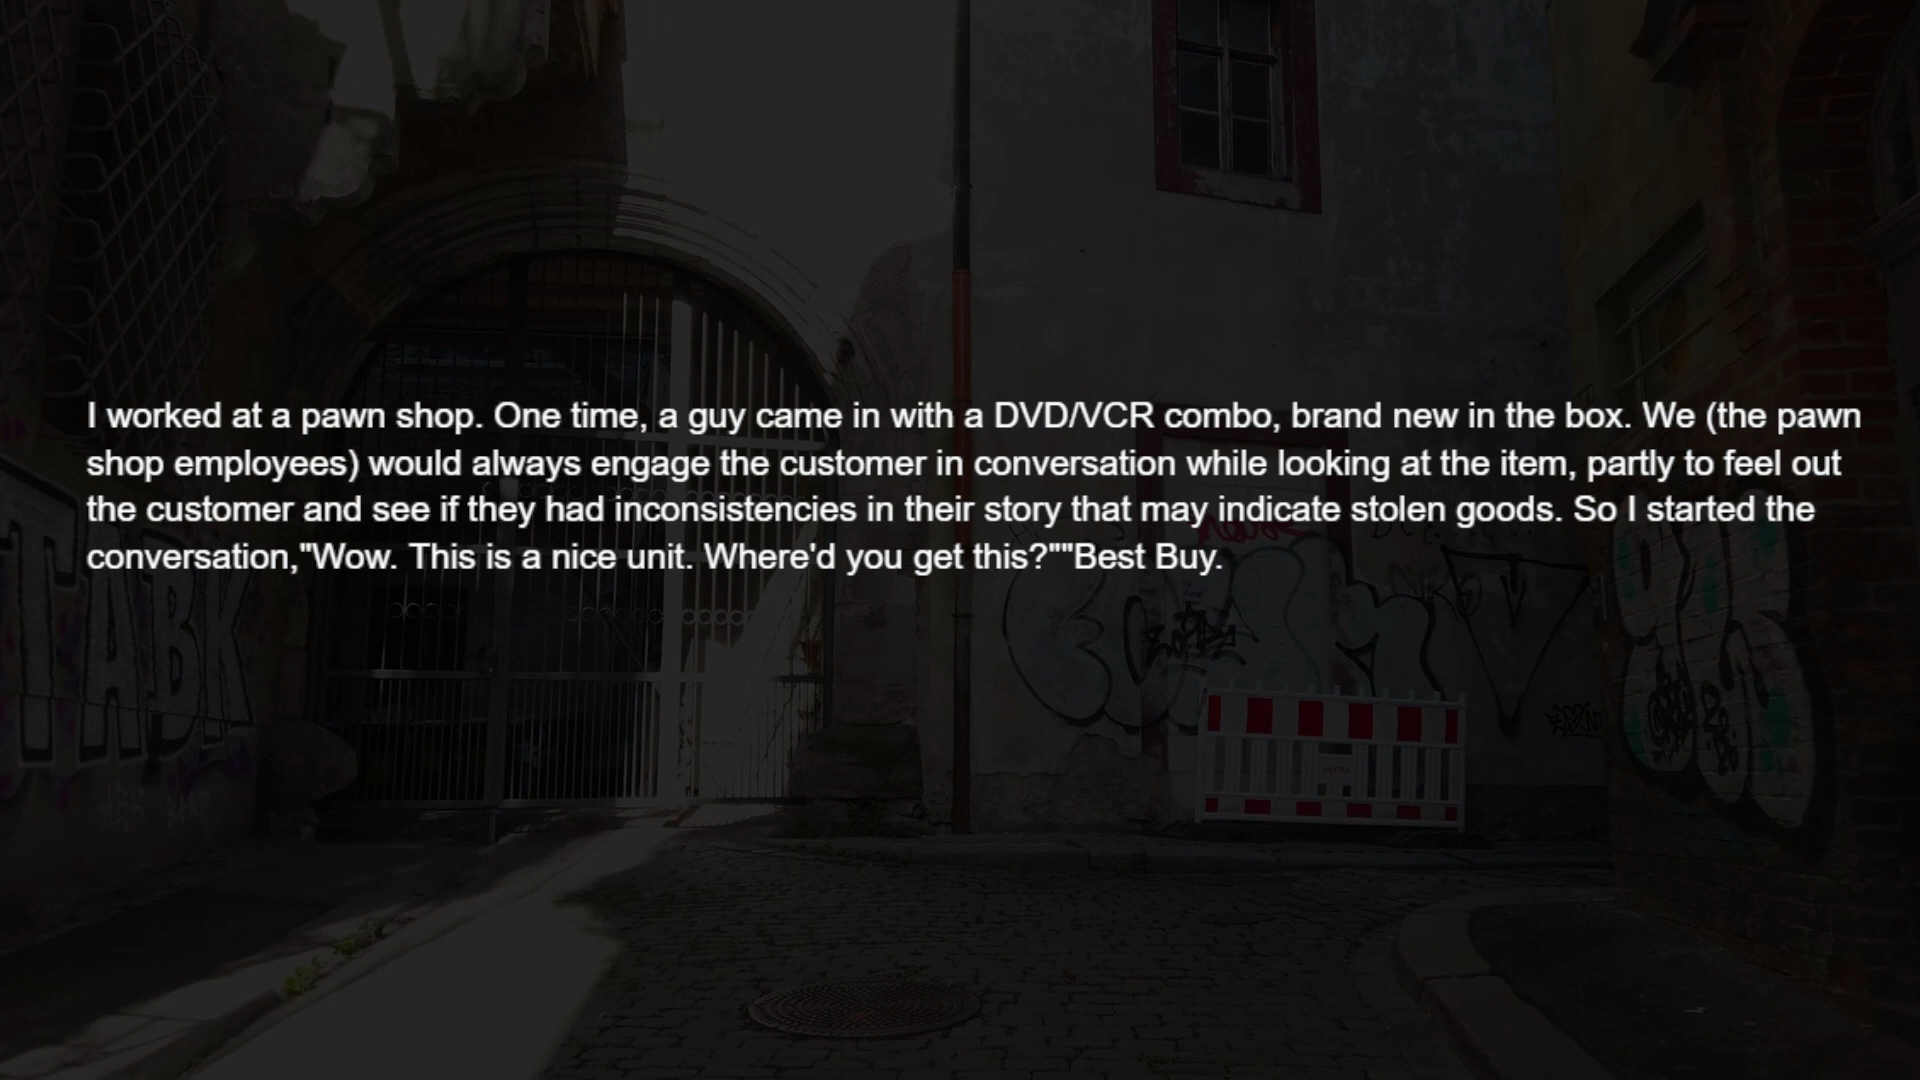 I worked at a pawn shop. One time, a guy came in with a DVD/VCR combo, brand new in the box. We (the pawn
shop employees) would always engage the customer in conversation while looking at the item, partly to feel out
the customer and see if they had inconsistencies in their story that may indicate stolen goods. So I started the
conversation,"Wow. This is a nice unit. Where'd you get this?""Best Buy.
TABK